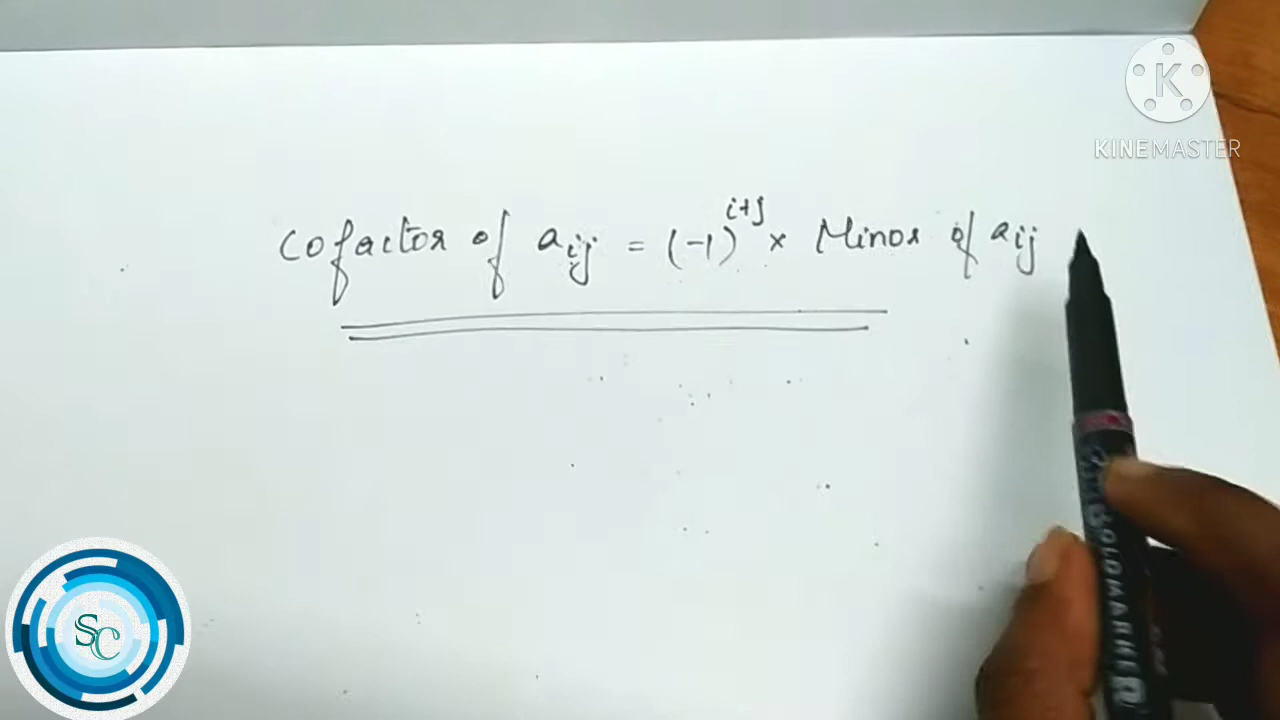 KINEMASTER
Cofactor of aij = (-1)^i+j × Minor of aij
SC